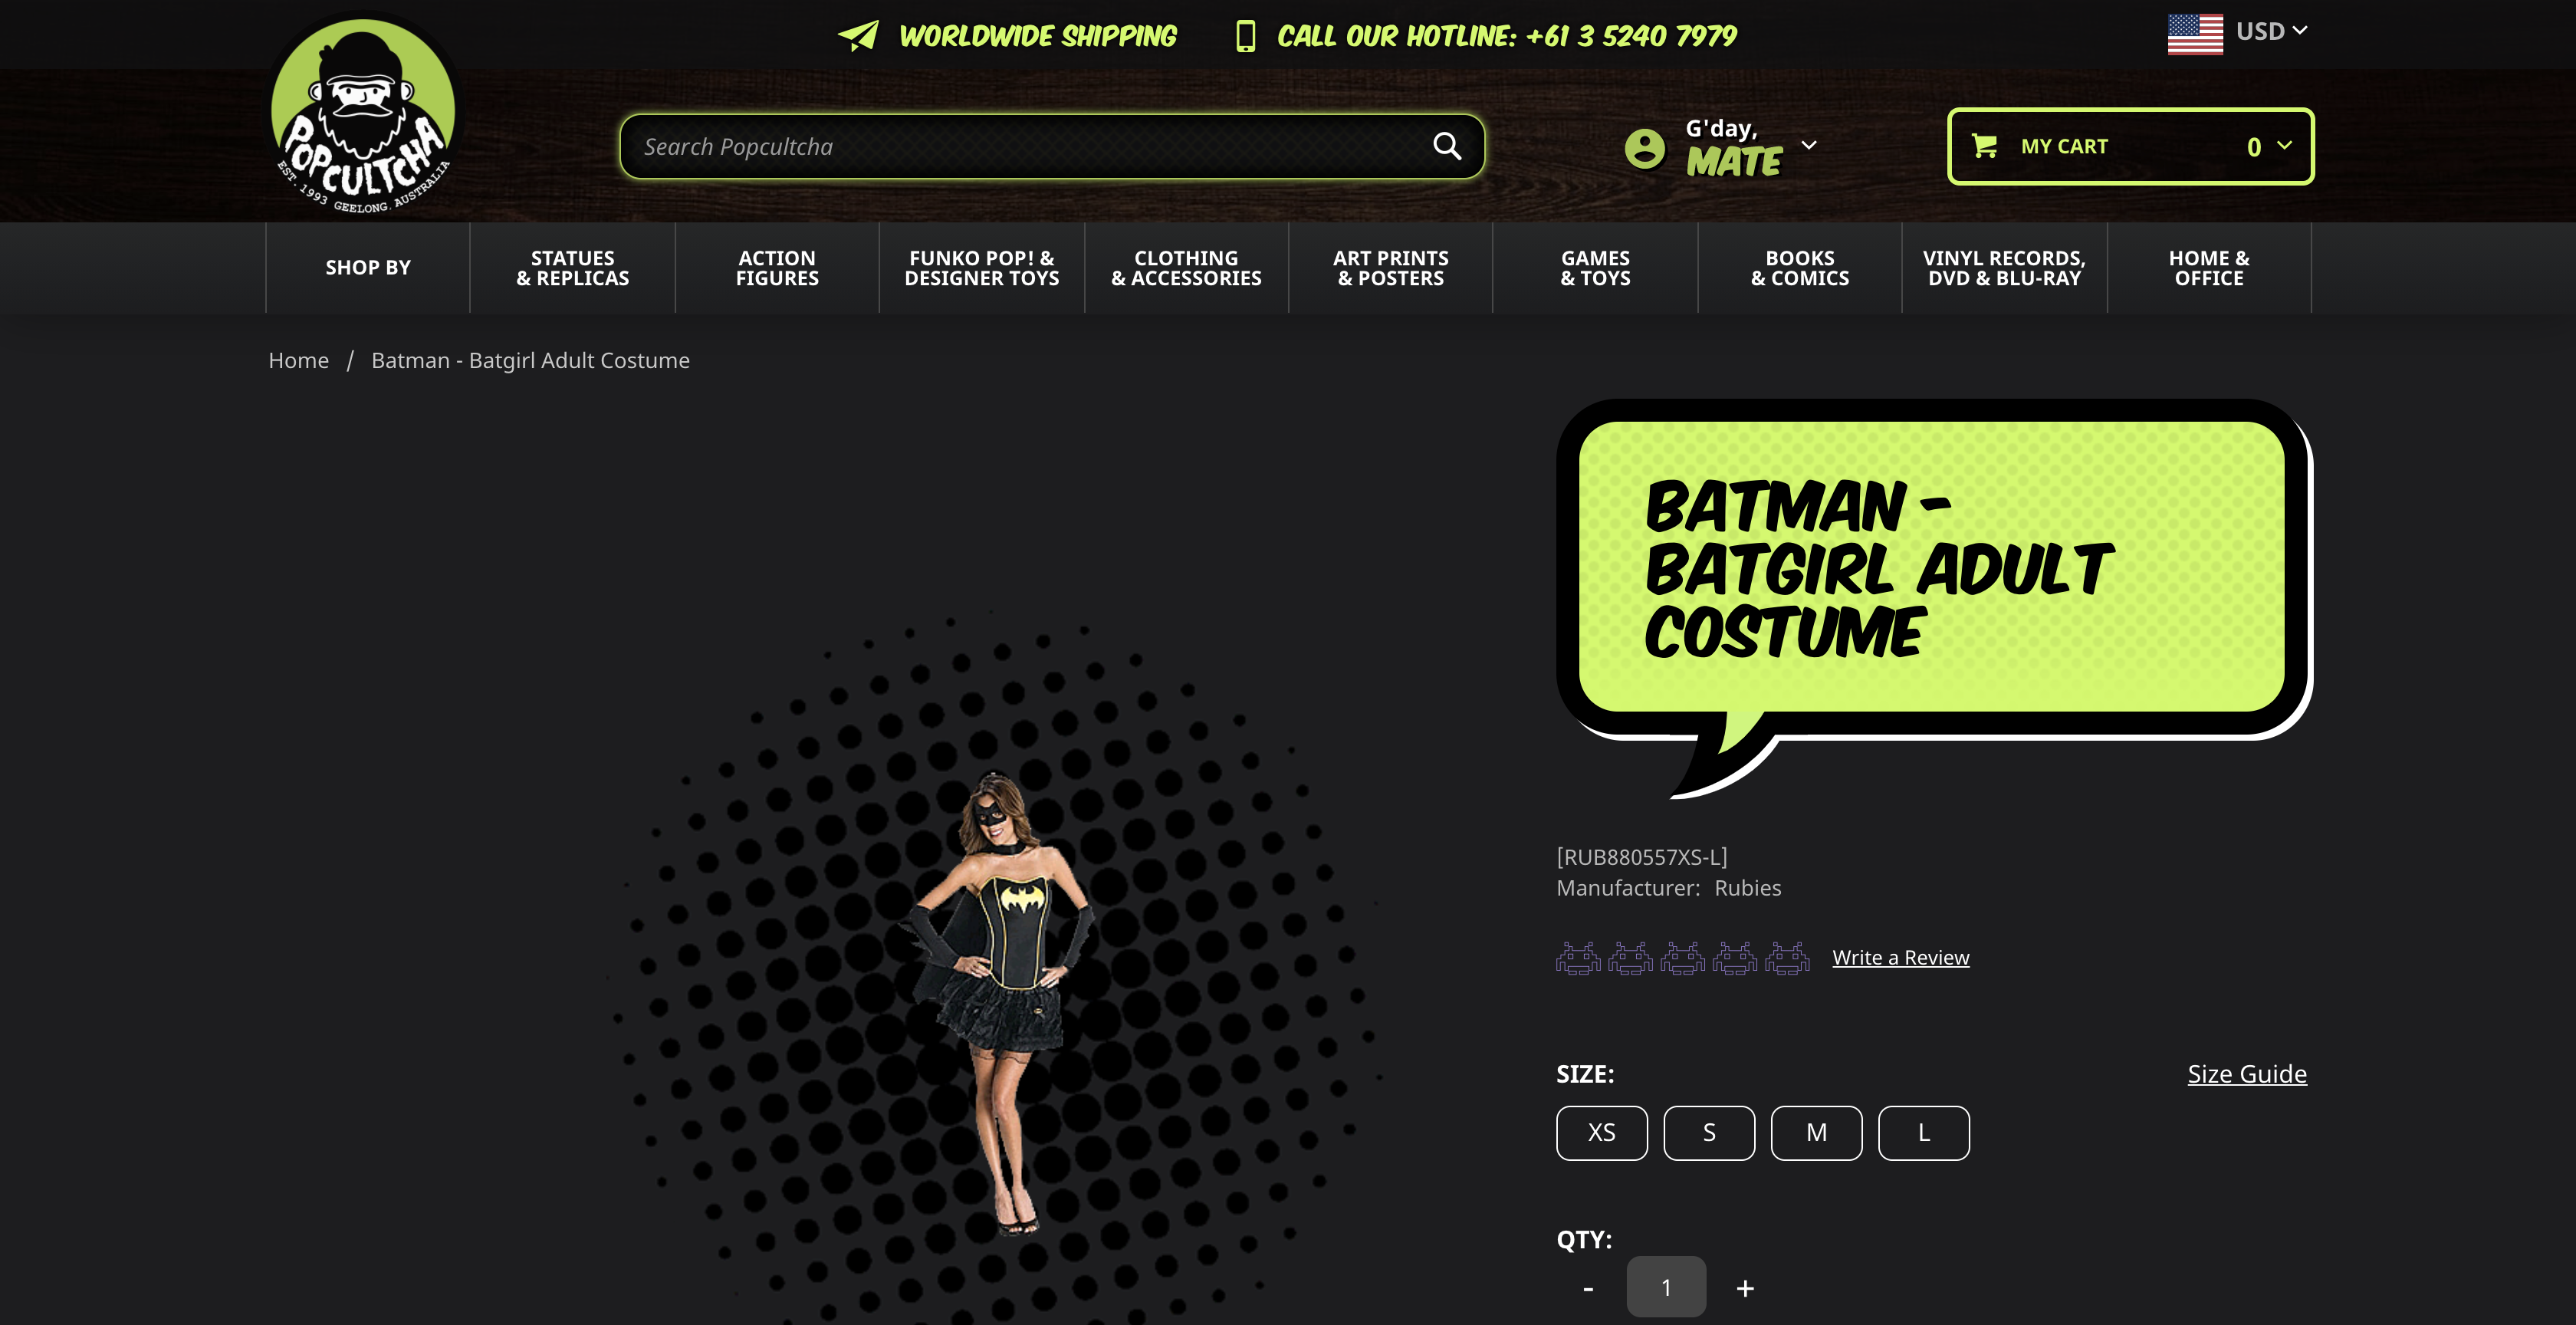 WORLDWIDE SHIPPING
CALL OUR HOTLINE: +61 3 5240 7979
USD
POPCULTCHA
EST. 1993 GEELONG, AUSTRALIA
Search Popcultcha
G'day,
MATE
MY CART 0
SHOP BY
STATUES
& REPLICAS
ACTION
FIGURES
FUNKO POP! &
DESIGNER TOYS
CLOTHING
& ACCESSORIES
ART PRINTS
& POSTERS
GAMES
& TOYS
BOOKS
& COMICS
VINYL RECORDS,
DVD & BLU-RAY
HOME &
OFFICE
Home / Batman - Batgirl Adult Costume
BATMAN -
BATGIRL ADULT
COSTUME
[RUB880557XS-L]
Manufacturer: Rubies
Write a Review
SIZE:
Size Guide
XS S M L
QTY:
- 1 +